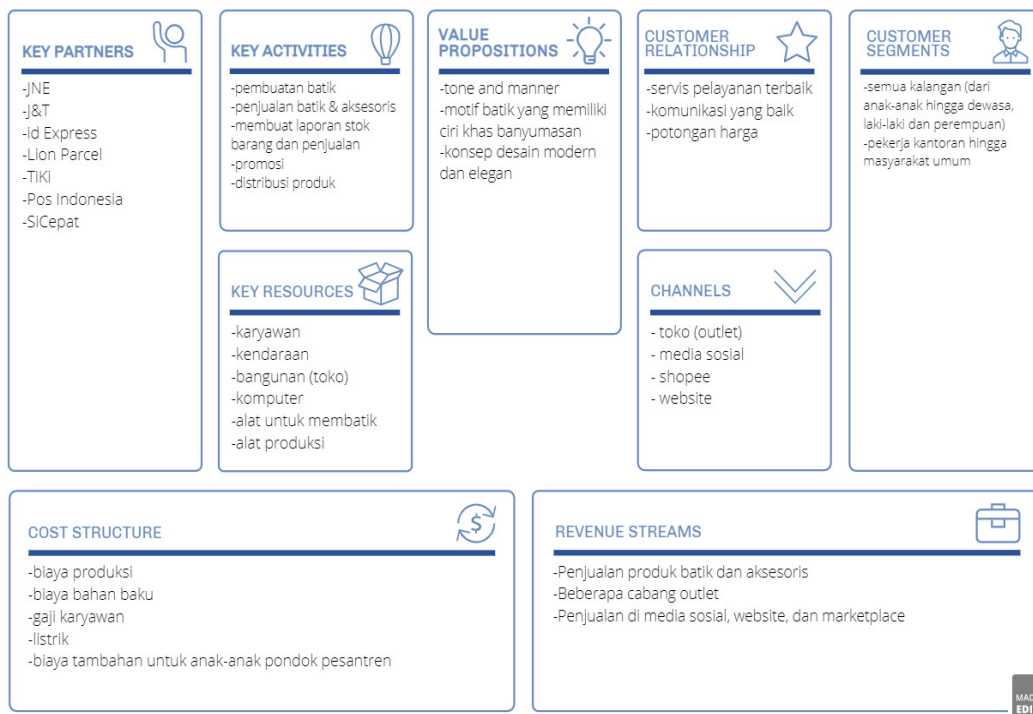 KEY PARTNERS
-JNE
-J&T
-id Express
-Lion Parcel
-TIKi
-Pos Indonesia
-SiCepat
KEY ACTIVITIES
-pembuatan batik
-penjualan batik & aksesoris
-membuat laporan stok
barang dan penjualan
-promosi
-distribusi produk
KEY RESOURCES
-karyawan
-kendaraan
-bangunan (toko)
-komputer
-alat untuk membatik
-alat produksi
VALUE
PROPOSITIONS
-tone and manner
-motif batik yang memiliki
ciri khas banyumasan
-konsep desain modern
dan elegan
CUSTOMER
RELATIONSHIP
-servis pelayanan terbaik
-komunikasi yang baik
-potongan harga
CHANNELS
- toko (outlet)
- media sosial
- shopee
- website
CUSTOMER
SEGMENTS
-semua kalangan (dari
anak-anak hingga dewasa,
laki-laki dan perempuan)
-pekerja kantoran hingga
masyarakat umum
COST STRUCTURE
$
-biaya produksi
-biaya bahan baku
-gaji karyawan
-listrik
-biaya tambahan untuk anak-anak pondok pesantren
REVENUE STREAMS
-Penjualan produk batik dan aksesoris
-Beberapa cabang outlet
-Penjualan di media sosial, website, dan marketplace